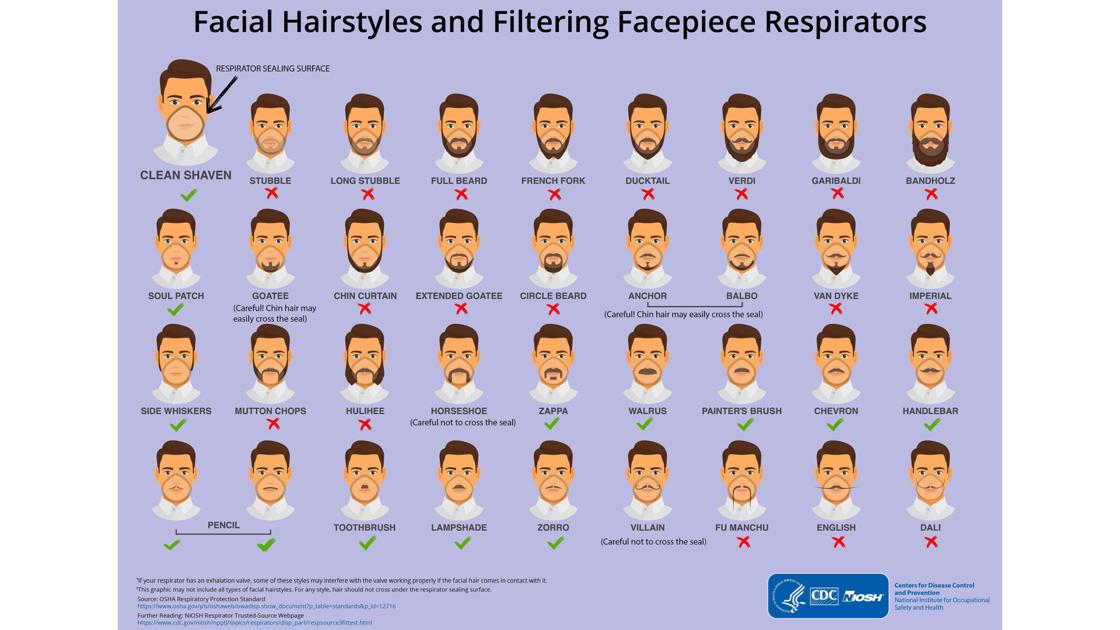 Facial Hairstyles and Filtering Facepiece Respirators
RESPIRATOR SEALING SURFACE
CLEAN SHAVEN
STUBBLE
LONG STUBBLE
FULL BEARD
FRENCH FORK
DUCKTAIL
VERDI
GARIBALDI
BANDHOLZ
SOUL PATCH
GOATEE
(Careful! Chin hair may
easily cross the seal)
CHIN CURTAIN
EXTENDED GOATEE
CIRCLE BEARD
ANCHOR
BALBO
(Careful! Chin hair may easily cross the seal)
VAN DYKE
IMPERIAL
SIDE WHISKERS
MUTTON CHOPS
HULIHEE
HORSESHOE
(Careful not to cross the seal)
ZAPPA
WALRUS
PAINTER'S BRUSH
CHEVRON
HANDLEBAR
PENCIL
TOOTHBRUSH
LAMPSHADE
ZORRO
VILLAIN
(Careful not to cross the seal)
FU MANCHU
ENGLISH
DALI
*If your respirator has an exhalation valve, some of these styles may interfere with the valve working properly if the facial hair comes in contact with it.
*This graphic may not include all types of facial hairstyles. For any style, hair should not cross under the respirator sealing surface.
Source: OSHA Respiratory Protection Standard
https://www.osha.gov/pls/oshaweb/owadisp.show_document?p_table=standards&p_id=12716
Further Reading: NIOSH Respirator Trusted-Source Webpage
https://www.cdc.gov/niosh/npptl/topics/respirators/disp_part/respsource3fittest.html
CDC
NIOSH
Centers for Disease Control
and Prevention
National Institute for Occupational
Safety and Health